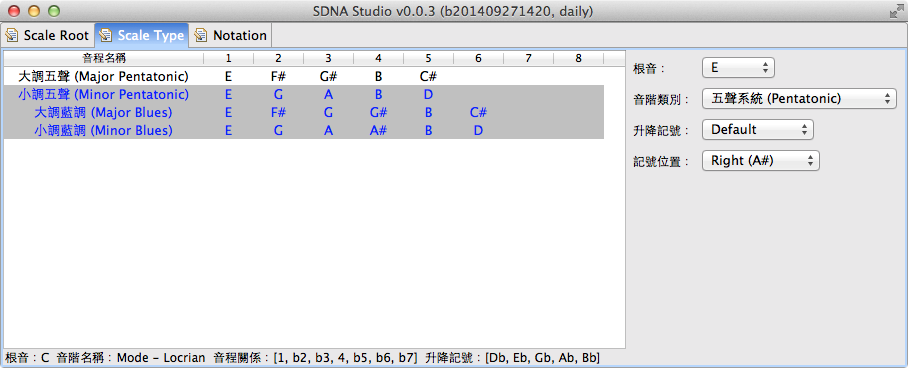 SDNA Studio v0.0.3 (b201409271420, daily)
Scale Root Scale Type Notation
音程名稱 1 2 3 4 5 6 7 8
大調五聲 (Major Pentatonic) E F# G# B C#
小調五聲 (Minor Pentatonic) E G A B D
大調藍調 (Major Blues) E F# G G# B C#
小調藍調 (Minor Blues) E G A A# B D
根音： E
音階類別： 五聲系統 (Pentatonic)
升降記號： Default
記號位置： Right (A#)
根音：C 音階名稱：Mode – Locrian 音程關係：[1, b2, b3, 4, b5, b6, b7] 升降記號：[Db, Eb, Gb, Ab, Bb]